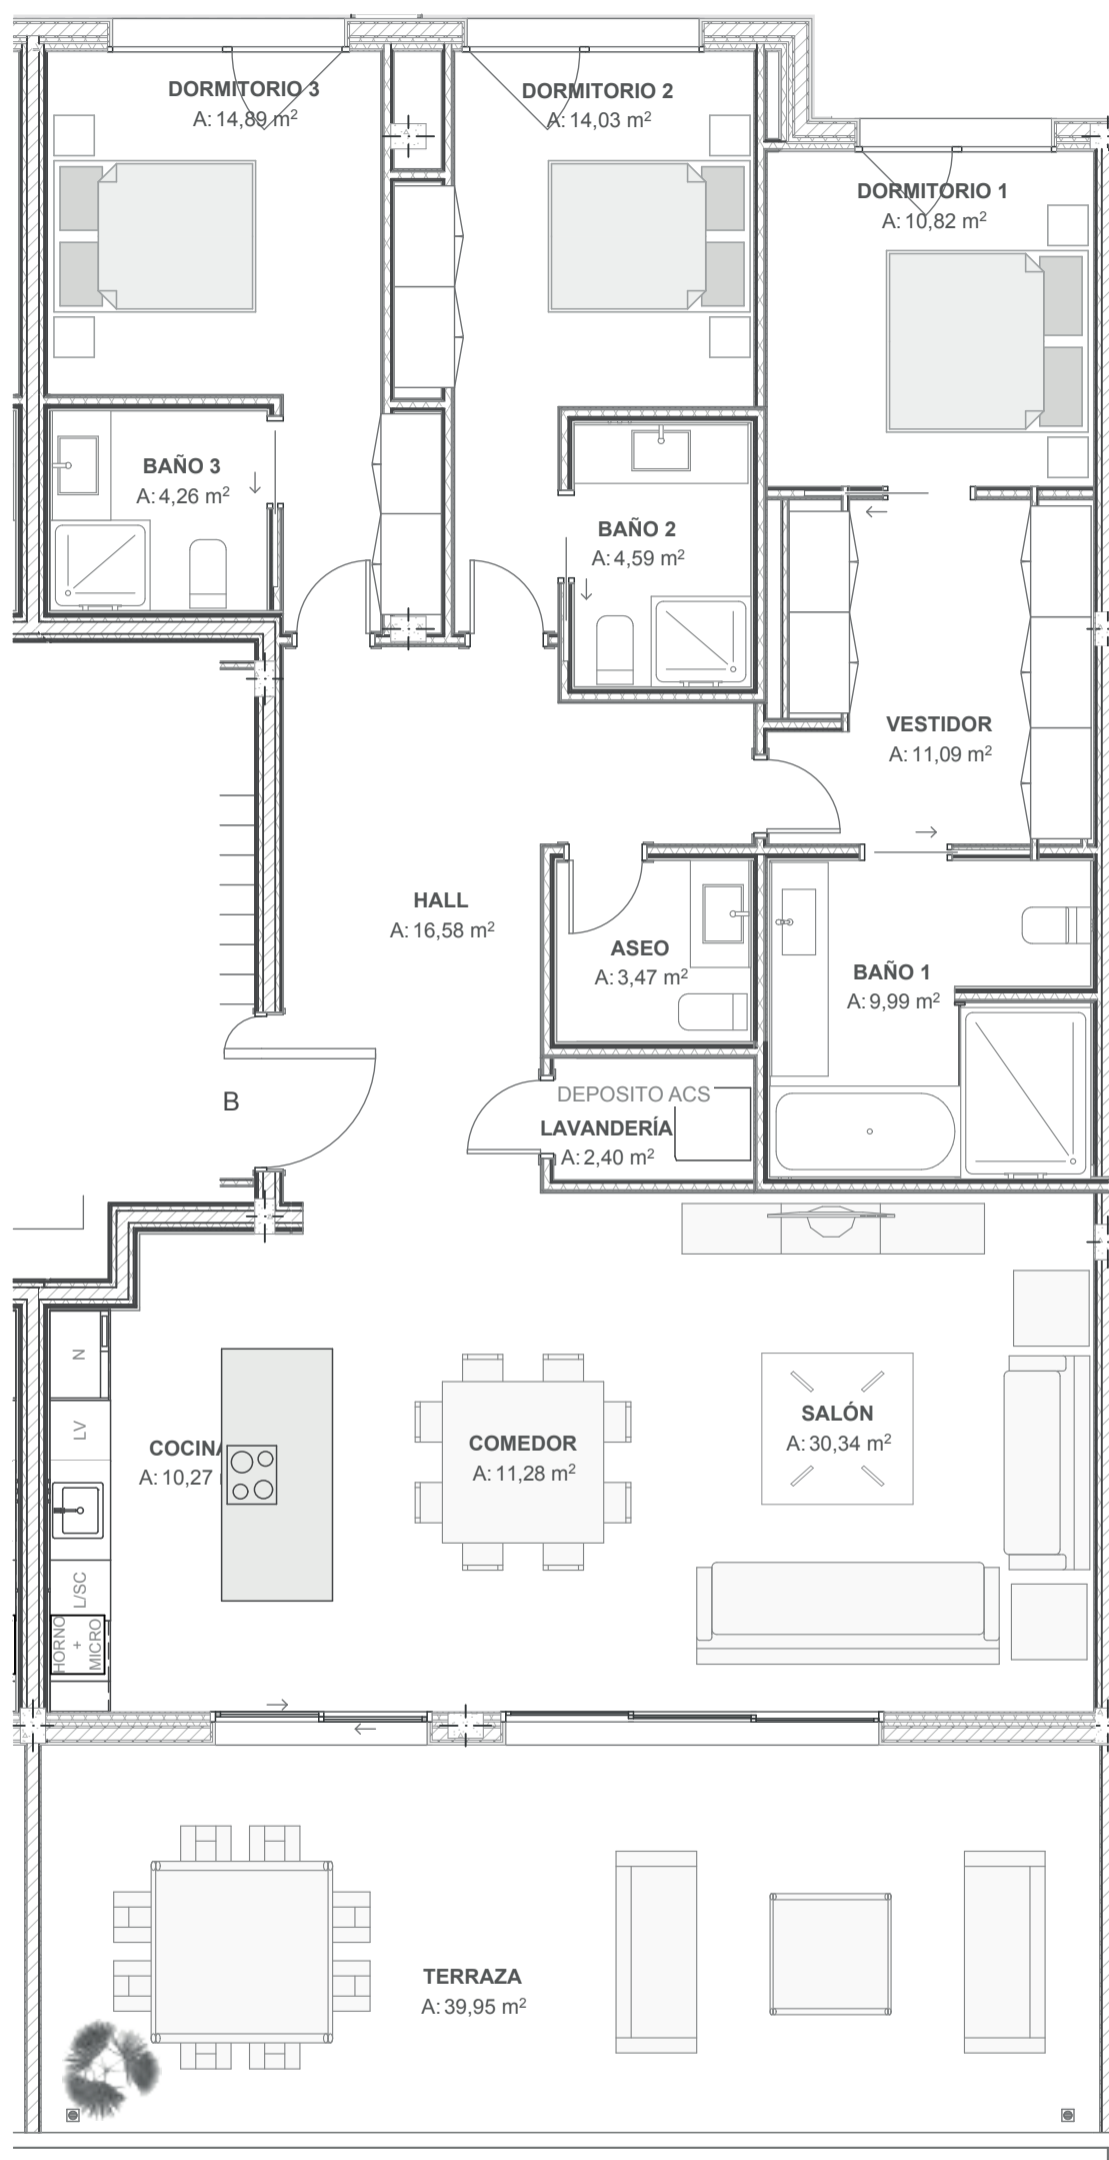 DORMITORIO 3
A: 14,89 m²
DORMITORIO 2
A: 14,03 m²
DORMITORIO 1
A: 10,82 m²
BAÑO 3
A: 4,26 m²
BAÑO 2
A: 4,59 m²
VESTIDOR
A: 11,09 m²
HALL
A: 16,58 m²
ASEO
A: 3,47 m²
BAÑO 1
A: 9,99 m²
B
DEPOSITO ACS
LAVANDERÍA
A: 2,40 m²
N
LV
COCINA
A: 10,27
COMEDOR
A: 11,28 m²
SALÓN
A: 30,34 m²
L/SC
HORNO
+
MICRO
TERRAZA
A: 39,95 m²